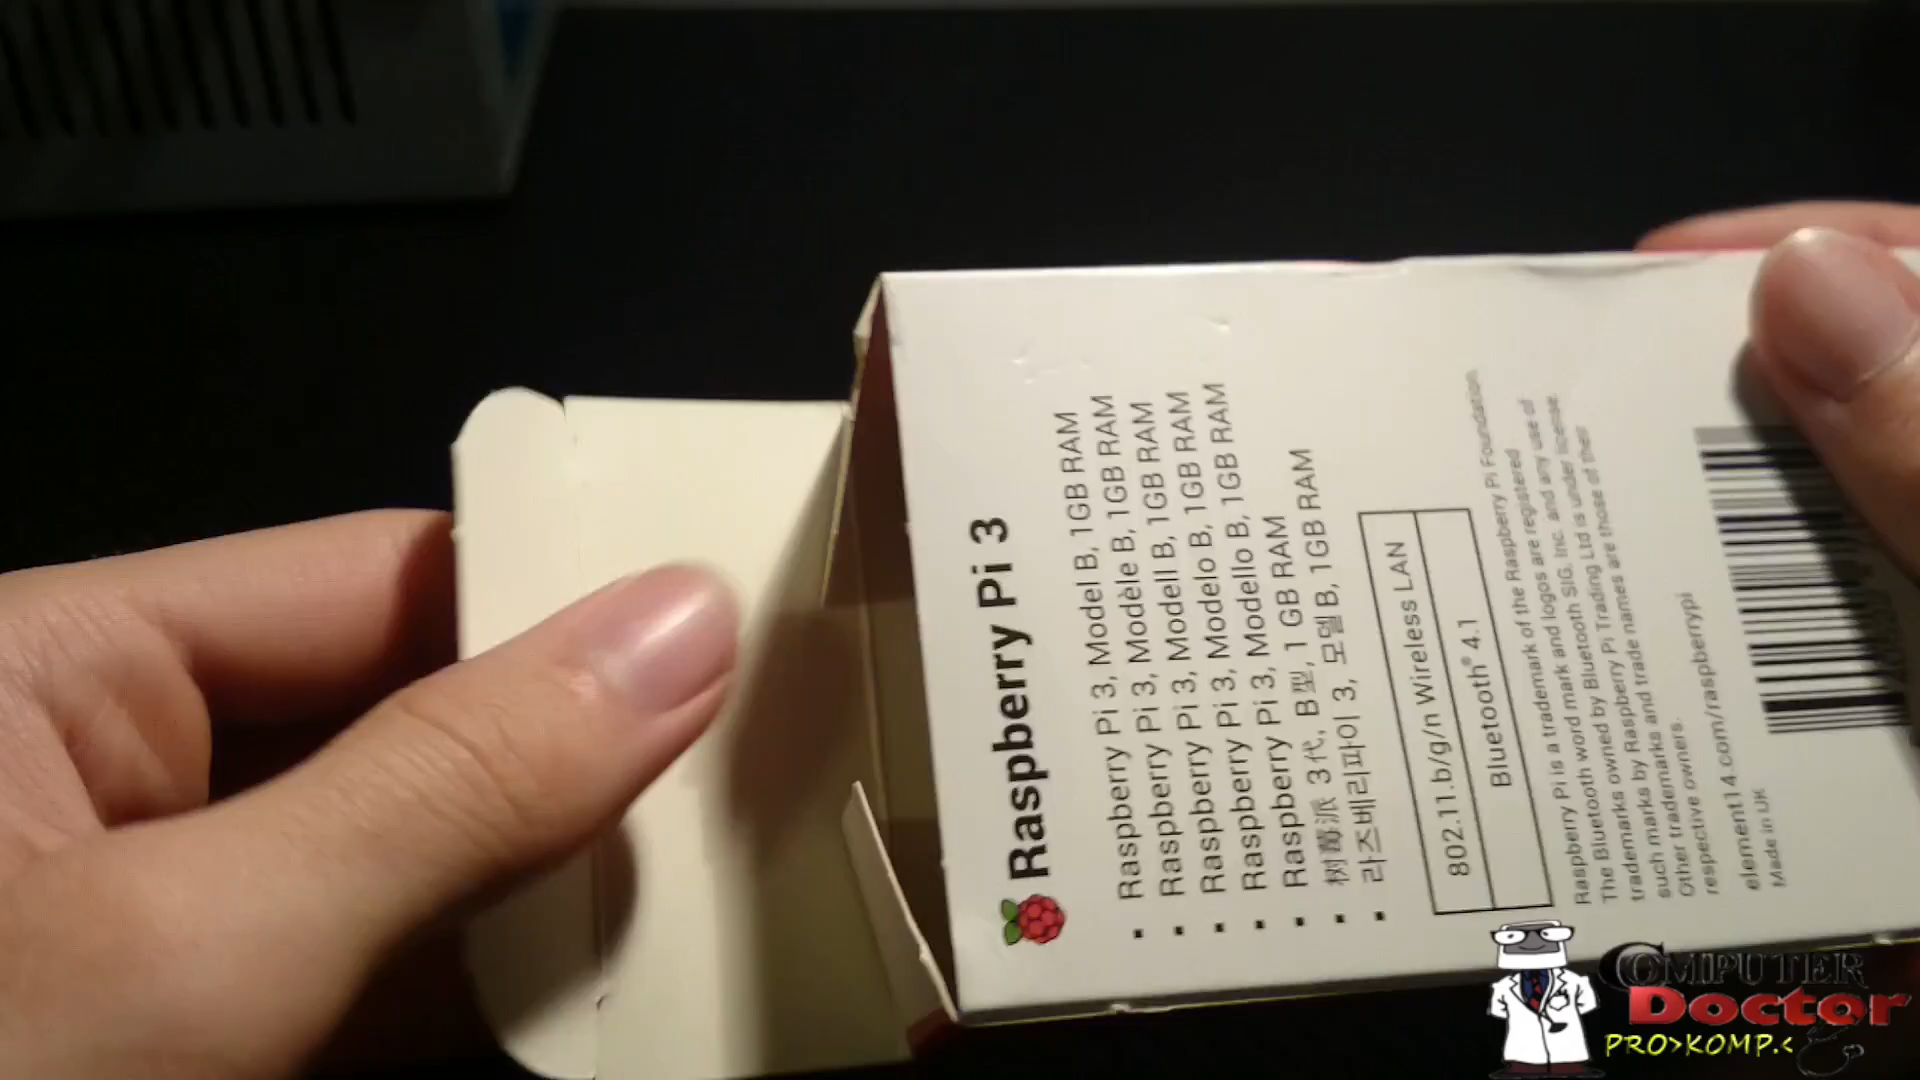 Raspberry Pi 3
▪ Raspberry Pi 3, Model B, 1GB RAM
▪ Raspberry Pi 3, Modèle B, 1GB RAM
▪ Raspberry Pi 3, Modell B, 1GB RAM
▪ Raspberry Pi 3, Modelo B, 1GB RAM
▪ Raspberry Pi 3, Modello B, 1GB RAM
▪ 树莓派 3代, B型, 1 GB RAM
▪ 라즈베리파이 3, 모델 B, 1GB RAM
802.11.b/g/n Wireless LAN
Bluetooth® 4.1
Raspberry Pi is a trademark of the Raspberry Pi Foundation
The Bluetooth word mark and logos are registered
trademarks owned by Bluetooth SIG. Inc. and any use of
such marks by Raspberry Pi Trading Ltd is under license.
Other trademarks and trade names are those of their
respective owners.
element14.com/raspberrypi
Made in UK
COMPUTER
Doctor
PRO>KOMP.<